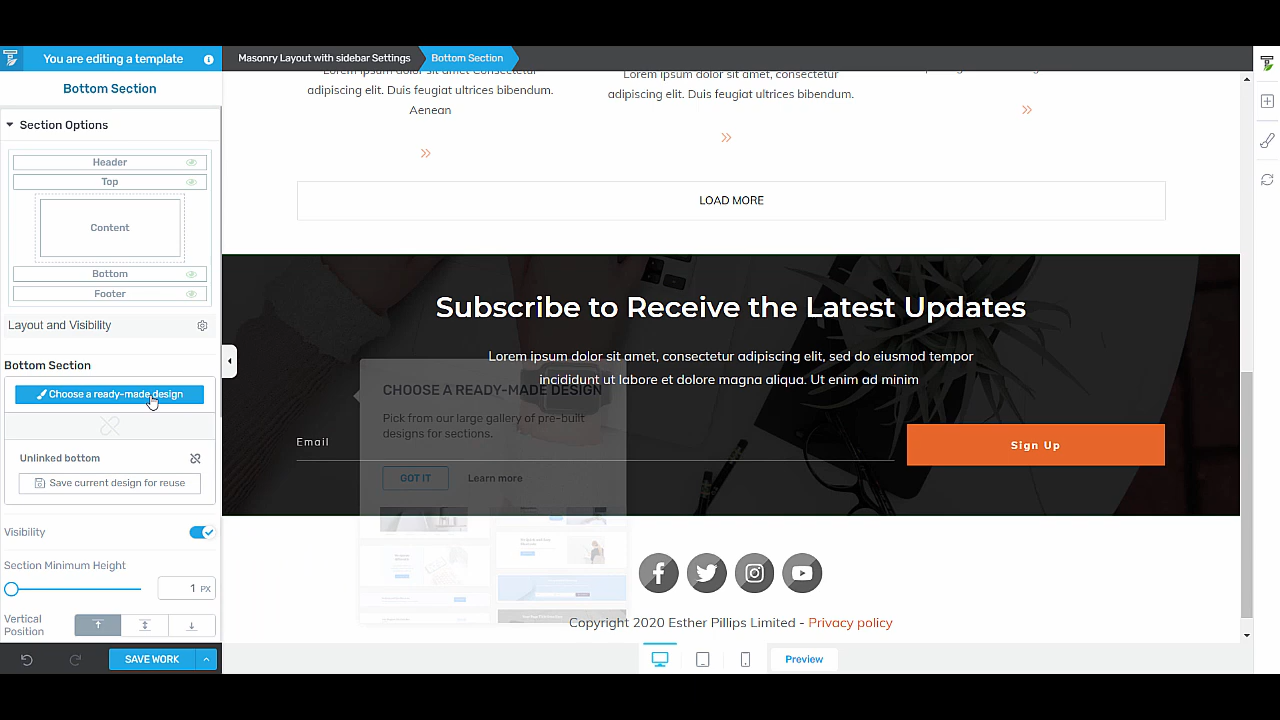 You are editing a template
Masonry Layout with sidebar Settings
Bottom Section
Bottom Section
Section Options
Header
Top
Content
Bottom
Footer
Layout and Visibility
Bottom Section
Choose a ready-made design
Unlinked bottom
Save current design for reuse
Visibility
Section Minimum Height
1 PX
Vertical
Position
SAVE WORK
Lorem ipsum dolor sit amet Consectetur
adipiscing elit. Duis feugiat ultrices bibendum.
Aenean
Lorem ipsum dolor sit amet, consectetur
adipiscing elit. Duis feugiat ultrices bibendum.
LOAD MORE
Subscribe to Receive the Latest Updates
Lorem ipsum dolor sit amet, consectetur adipiscing elit, sed do eiusmod tempor
incididunt ut labore et dolore magna aliqua. Ut enim ad minim
CHOOSE A READY-MADE DESIGN
Pick from our large gallery of pre-built
designs for sections.
GOT IT
Learn more
Email
Sign Up
Copyright 2020 Esther Pillips Limited - Privacy policy
Preview